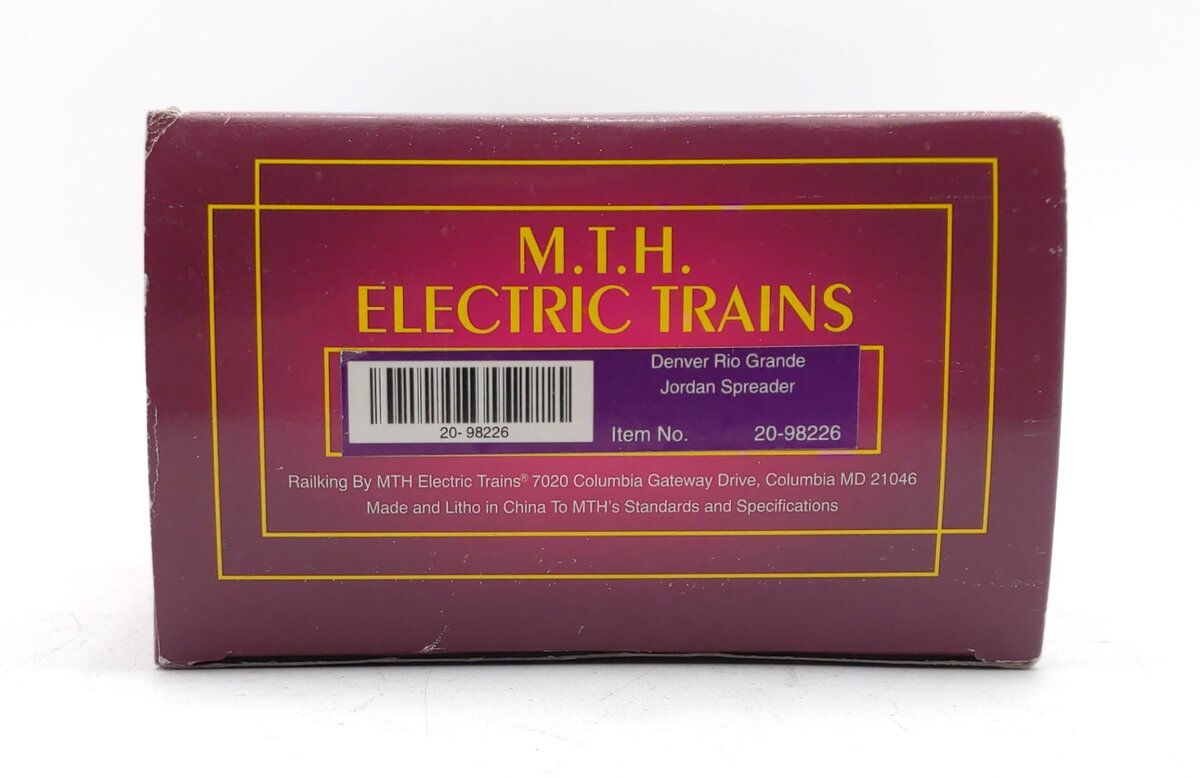 M.T.H.
ELECTRIC TRAINS
20- 98226
Denver Rio Grande
Jordan Spreader
Item No. 20-98226
Railking By MTH Electric Trains® 7020 Columbia Gateway Drive, Columbia MD 21046
Made and Litho in China To MTH's Standards and Specifications